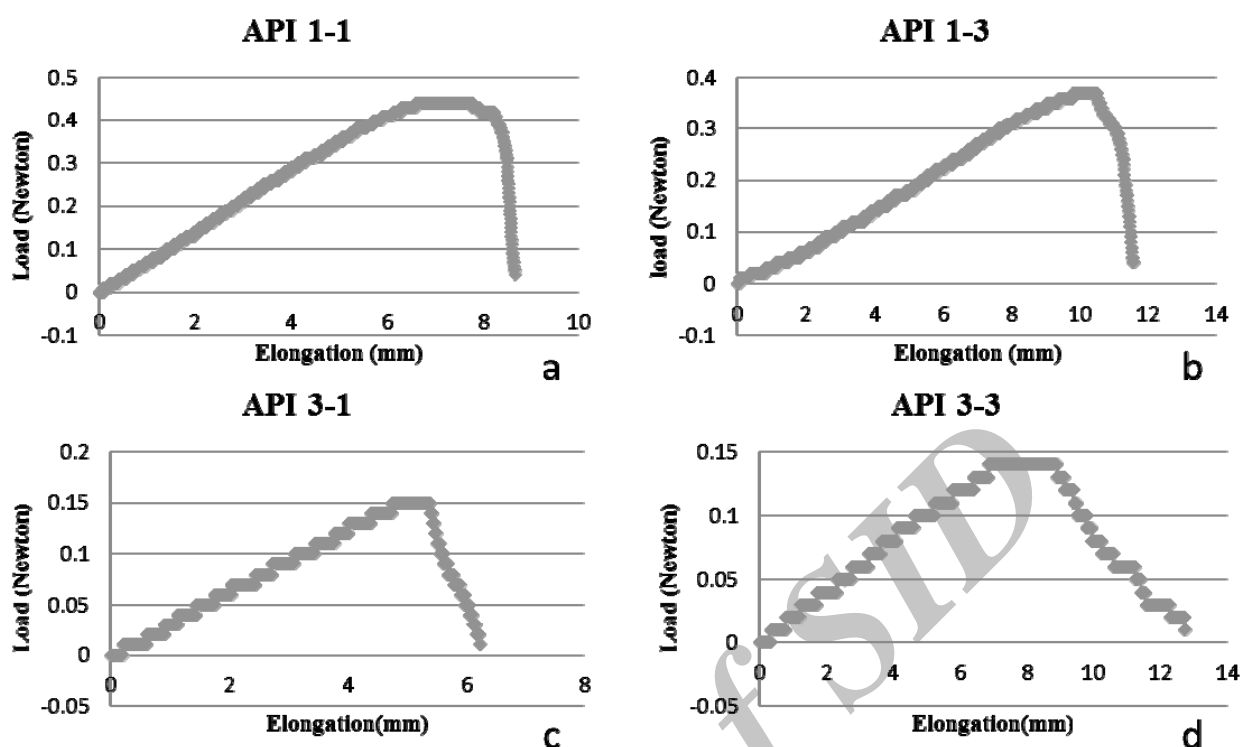 API 1-1
0.5
0.4
0.3
0.2
0.1
0
-0.1
Load (Newton)
0 2 4 6 8 10
Elongation (mm)
a
API 1-3
0.4
0.3
0.2
0.1
0
-0.1
load (Newton)
0 2 4 6 8 10 12 14
Elongation (mm)
b
API 3-1
0.2
0.15
0.1
0.05
0
-0.05
Load (Newton)
0 2 4 6 8
Elongation(mm)
c
API 3-3
0.15
0.1
0.05
0
-0.05
Load (Newton)
0 2 4 6 8 10 12 14
Elongation(mm)
d
f SID